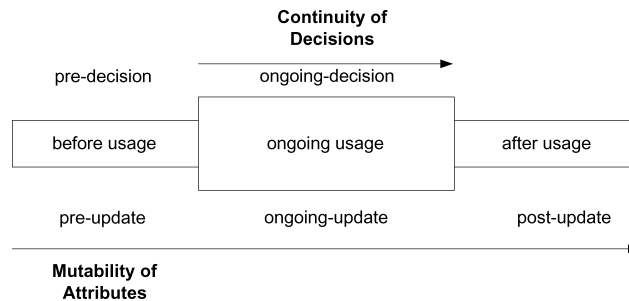 Continuity of
Decisions
pre-decision ongoing-decision
before usage ongoing usage after usage
pre-update ongoing-update post-update
Mutability of
Attributes